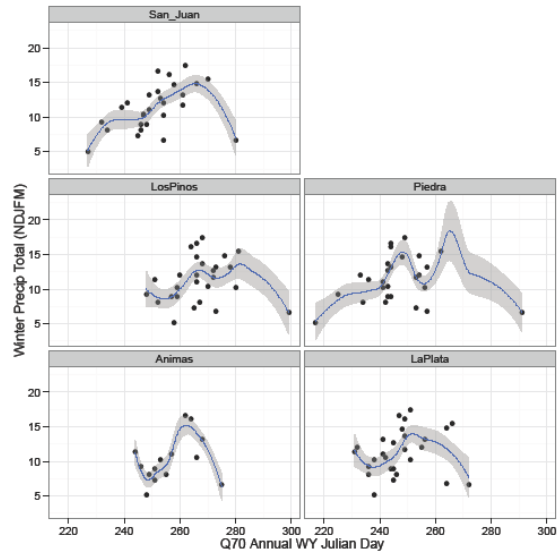 San_Juan
20
15
10
5
LosPinos
Piedra
Winter Precip Total (NDJFM)
20
15
10
5
Animas
LaPlata
20
15
10
5
220 240 260 280 300 220 240 260 280 300
Q70 Annual WY Julian Day